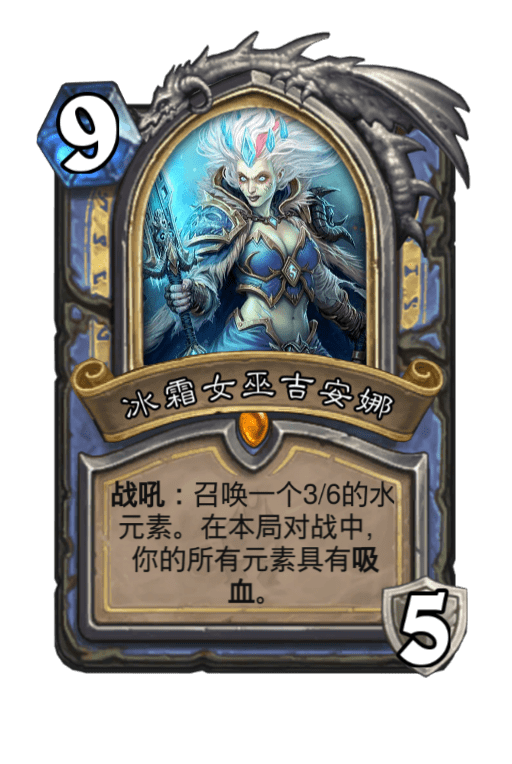 9
冰霜女巫吉安娜
战吼：召唤一个3/6的水
元素。在本局对战中，
你的所有元素具有吸
血。
5